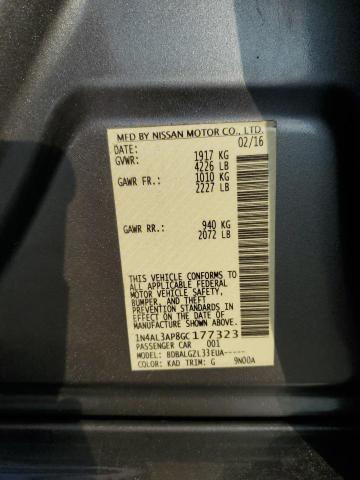 MFD BY NISSAN MOTOR CO., LTD.
DATE: 02/16
GVWR: 1917 KG
4226 LB
GAWR FR.: 1010 KG
2227 LB
GAWR RR.: 940 KG
2072 LB
THIS VEHICLE CONFORMS TO
ALL APPLICABLE FEDERAL
MOTOR VEHICLE SAFETY,
BUMPER, AND THEFT
PREVENTION STANDARDS IN
EFFECT ON THE DATE OF
MANUFACTURE SHOWN ABOVE.
1N4AL3AP8GC177323
PASSENGER CAR 001
MODEL: BDBALGZL33EUA-----
COLOR: KAD TRIM: G 9N00A